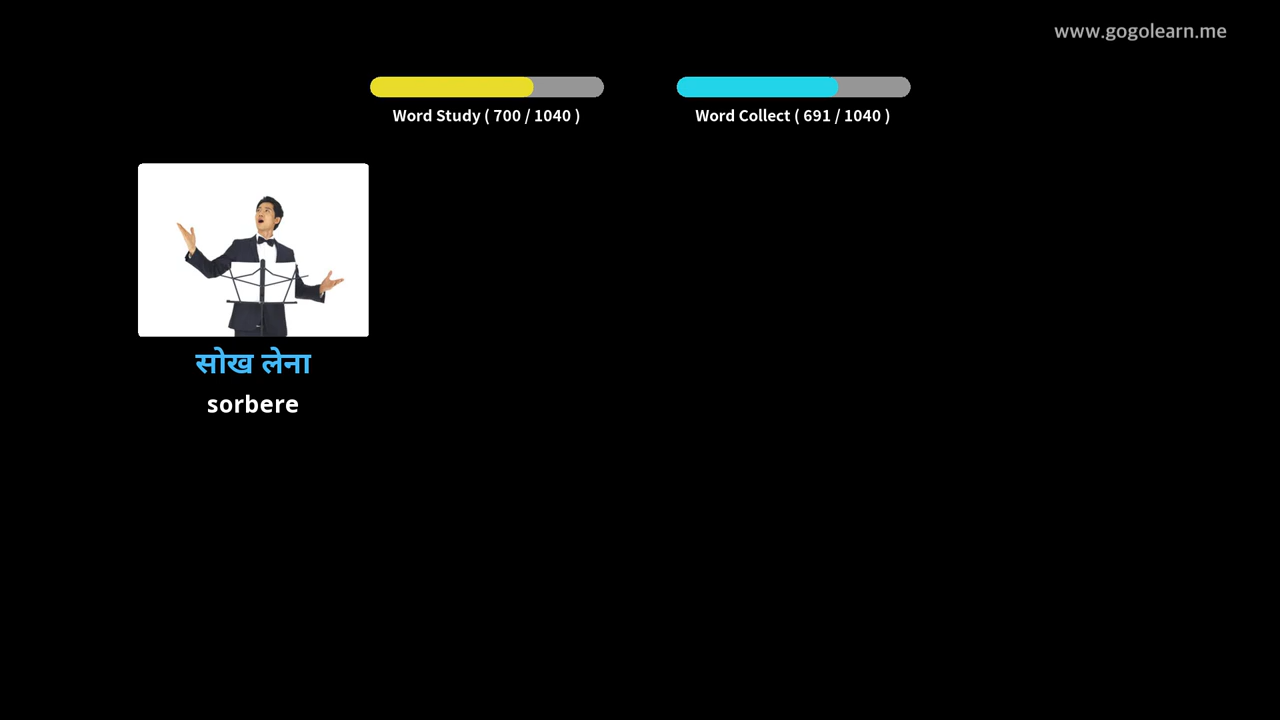 www.gogolearn.me
Word Study ( 700 / 1040 )
Word Collect ( 691 / 1040 )
सोख लेना
sorbere